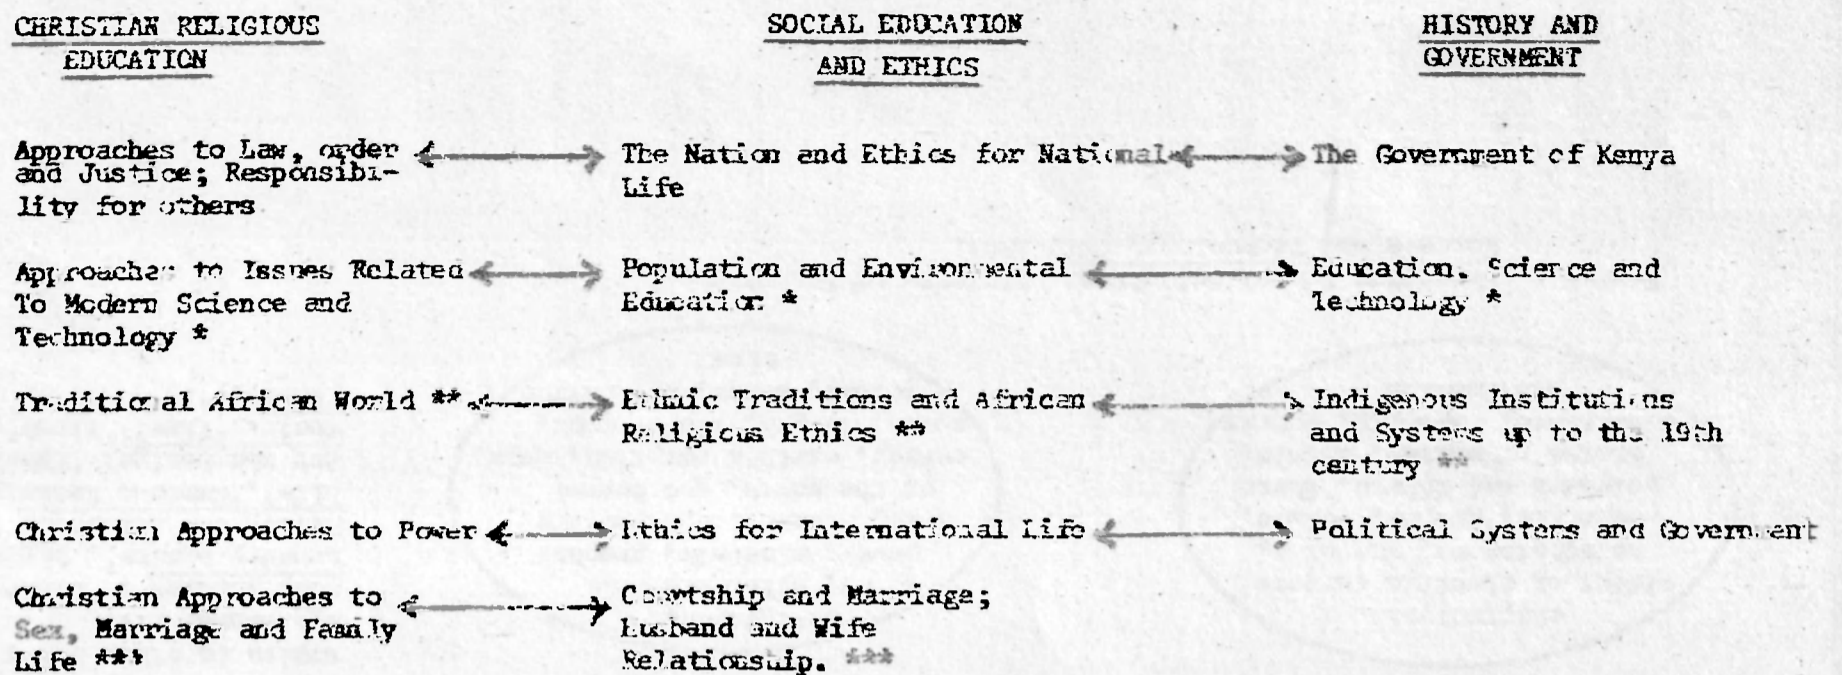 CHRISTIAN RELIGIOUS
EDUCATION
SOCIAL EDUCATION
AND ETHICS
HISTORY AND
GOVERNMENT
Approaches to Law, order
and Justice; Responsibi-
lity for others
The Nation and Ethics for National
Life
The Government of Kenya
Approaches to Issues Related
To Modern Science and
Technology *
Population and Environmental
Education *
Education. Science and
Technology *
Traditional African World **
Ethnic Traditions and African
Religious Ethics **
Indigenous Institutions
and Systems up to the 19th
century **
Christian Approaches to Power
Ethics for International Life
Political Systems and Government
Christian Approaches to
Sex, Marriage and Family
Life ***
Courtship and Marriage;
Husband and Wife
Relationship. ***